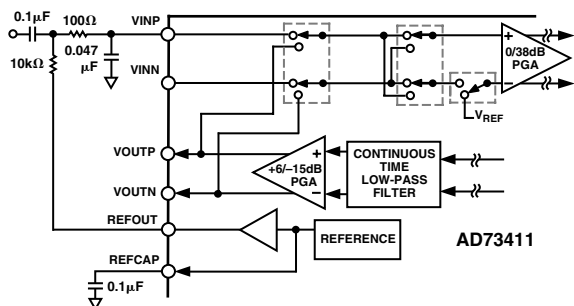 0.1μF
100Ω
VINP
0.047
μF
10kΩ
VINN
+
0/38dB
PGA
–
VREF
VOUTP
VOUTN
+
+6/–15dB
PGA
–
CONTINUOUS
TIME
LOW-PASS
FILTER
REFOUT
REFERENCE
AD73411
REFCAP
0.1μF